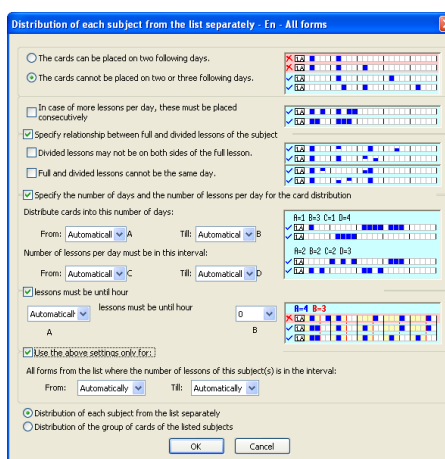 Distribution of each subject from the list separately - En - All forms
The cards can be placed on two following days.
The cards cannot be placed on two or three following days.
In case of more lessons per day, these must be placed
consecutively
Specify relationship between full and divided lessons of the subject
Divided lessons may not be on both sides of the full lesson.
Full and divided lessons cannot be the same day.
Specify the number of days and the number of lessons per day for the card distribution
Distribute cards into this number of days:
From: Automaticall A Till: Automatical B
A=1 B=3 C=1 D=4
1.A
1.A
Number of lessons per day must be in this interval:
From: Automaticall C Till: Automatical D
A=2 B=2 C=2 D=3
1.A
1.A
lessons must be until hour
Automaticall lessons must be until hour 0
A B
A=4 B=3
1.A
1.A
1.A
Use the above settings only for:
All forms from the list where the number of lessons of this subject(s) is in the interval:
From: Automatically Till: Automatically
Distribution of each subject from the list separately
Distribution of the group of cards of the listed subjects
OK Cancel